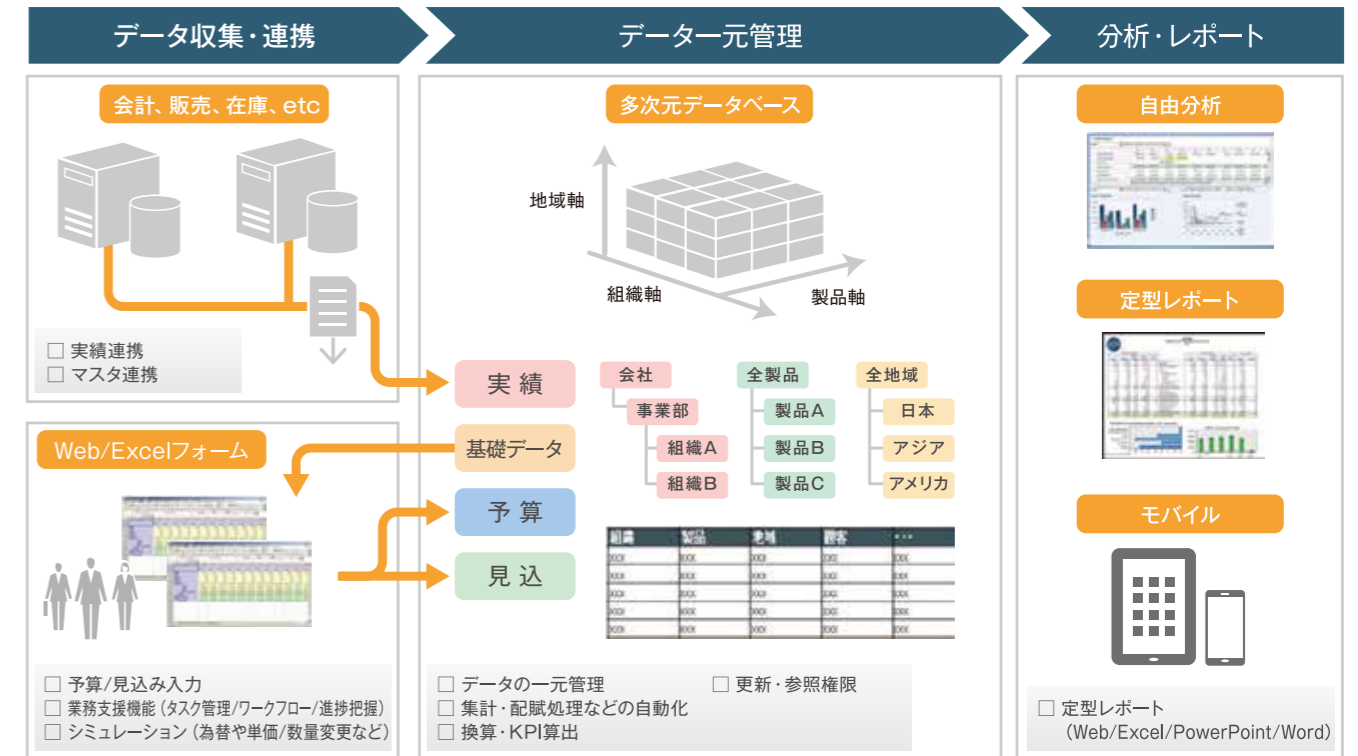 データ収集・連携
データ一元管理
分析・レポート
会計、販売、在庫、etc
□ 実績連携
□ マスタ連携
Web/Excelフォーム
□ 予算/見込み入力
□ 業務支援機能（タスク管理/ワークフロー/進捗把握）
□ シミュレーション（為替や単価/数量変更など）
多次元データベース
地域軸
組織軸
製品軸
実績
基礎データ
予算
見込
会社
事業部
組織A
組織B
全製品
製品A
製品B
製品C
全地域
日本
アジア
アメリカ
組織 製品 地域 顧客 ・・・
□ データの一元管理 □ 更新・参照権限
□ 集計・配賦処理などの自動化
□ 換算・KPI算出
自由分析
定型レポート
モバイル
□ 定型レポート
（Web/Excel/PowerPoint/Word）